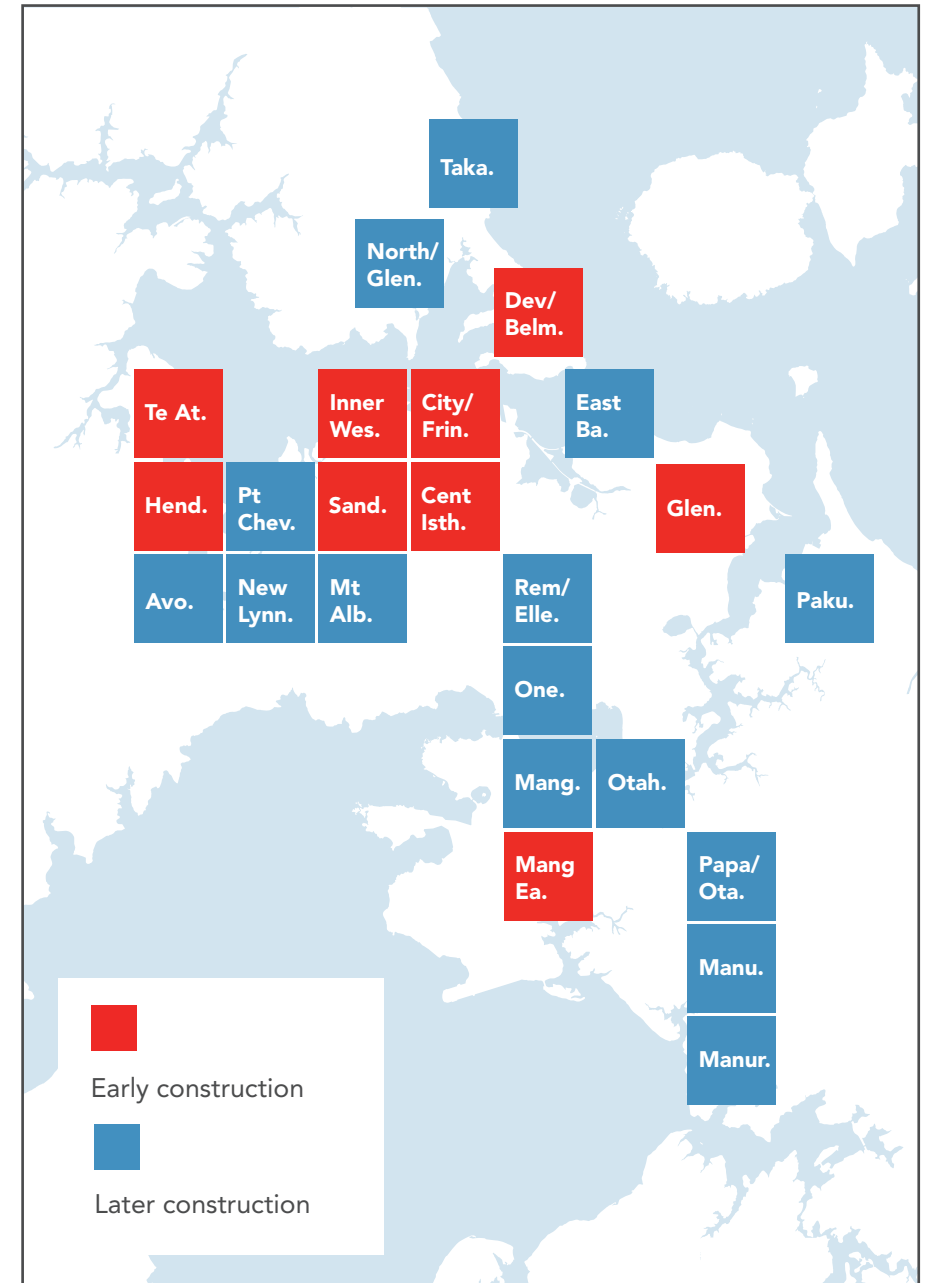 Taka.
North/
Glen.
Dev/
Belm.
Te At.
Inner
Wes.
City/
Frin.
East
Ba.
Hend.
Pt
Chev.
Sand.
Cent
Isth.
Glen.
Avo.
New
Lynn.
Mt
Alb.
Rem/
Elle.
Paku.
One.
Mang.
Otah.
Mang
Ea.
Papa/
Ota.
Manu.
Manur.
Early construction
Later construction